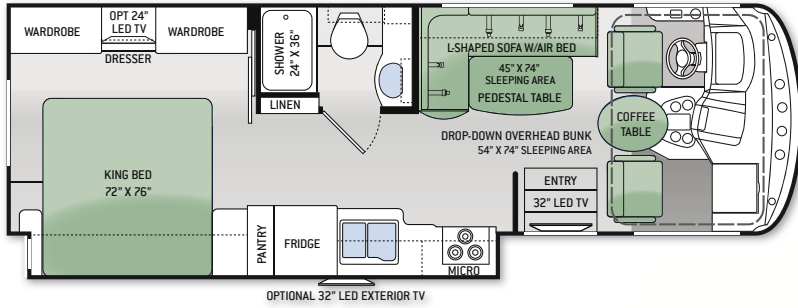 OPT 24"
LED TV
WARDROBE
WARDROBE
DRESSER
SHOWER
24" X 36"
LINEN
L-SHAPED SOFA W/AIR BED
45" X 74"
SLEEPING AREA
PEDESTAL TABLE
COFFEE
TABLE
DROP-DOWN OVERHEAD BUNK
54" X 74" SLEEPING AREA
KING BED
72" X 76"
ENTRY
32" LED TV
PANTRY
FRIDGE
MICRO
OPTIONAL 32" LED EXTERIOR TV